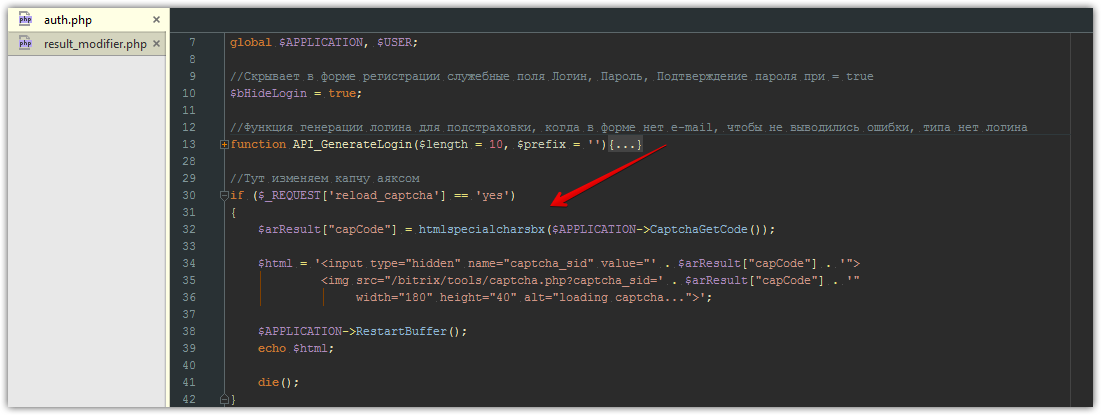 auth.php
result_modifier.php
7 global $APPLICATION, $USER;
8
9 //Скрывает в форме регистрации служебные поля Логин, Пароль, Подтверждение пароля при = true
10 $bHideLogin = true;
11
12 //Функция генерации логина для подстраховки, когда в форме нет e-mail, чтобы не выводились ошибки, типа нет логина
13 function API_GenerateLogin($length = 10, $prefix = ''){...}
28
29 //Тут изменяем капчу аяксом
30 if ($_REQUEST['reload_captcha'] == 'yes')
31 {
32 $arResult["capCode"] = htmlspecialcharsbx($APPLICATION->CaptchaGetCode());
33
34 $html = '<input type="hidden" name="captcha_sid" value="' . $arResult["capCode"] . '">
35 <img src="/bitrix/tools/captcha.php?captcha_sid=' . $arResult["capCode"] . '"
36 width="180" height="40" alt="loading captcha...">';
37
38 $APPLICATION->RestartBuffer();
39 echo $html;
40
41 die();
42 }